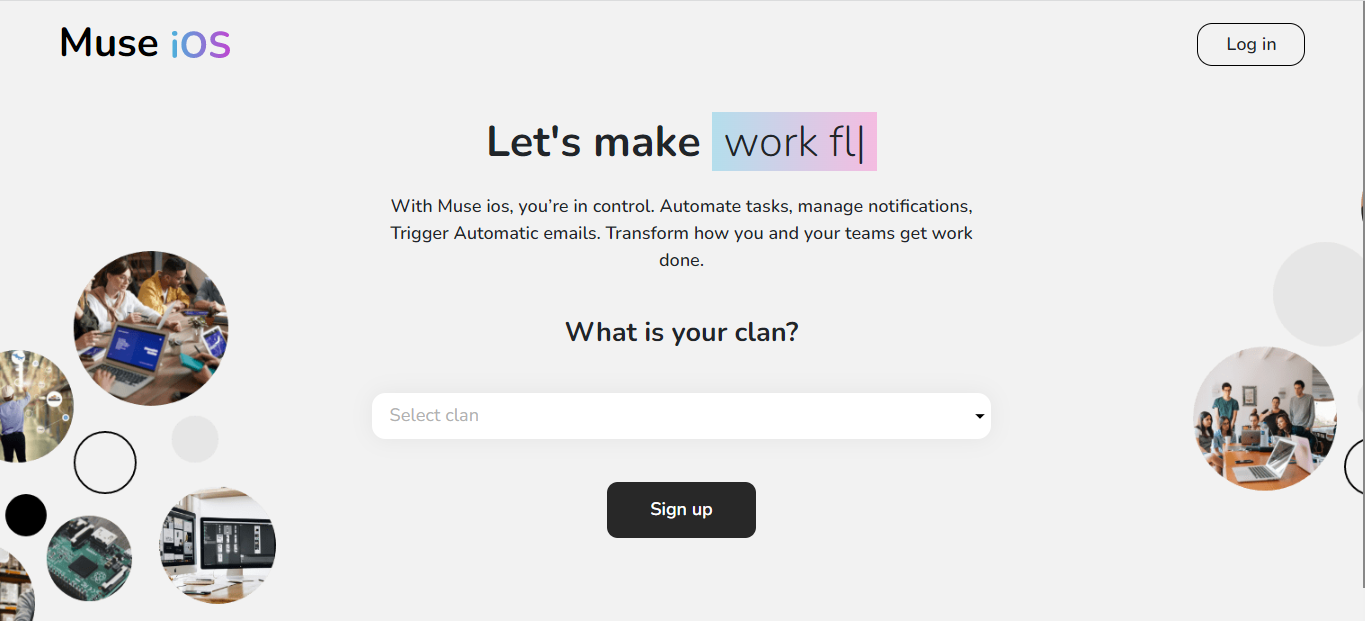 Muse iOS
Log in
Let's make work fl|
With Muse ios, you’re in control. Automate tasks, manage notifications,
Trigger Automatic emails. Transform how you and your teams get work
done.
What is your clan?
Select clan
Sign up